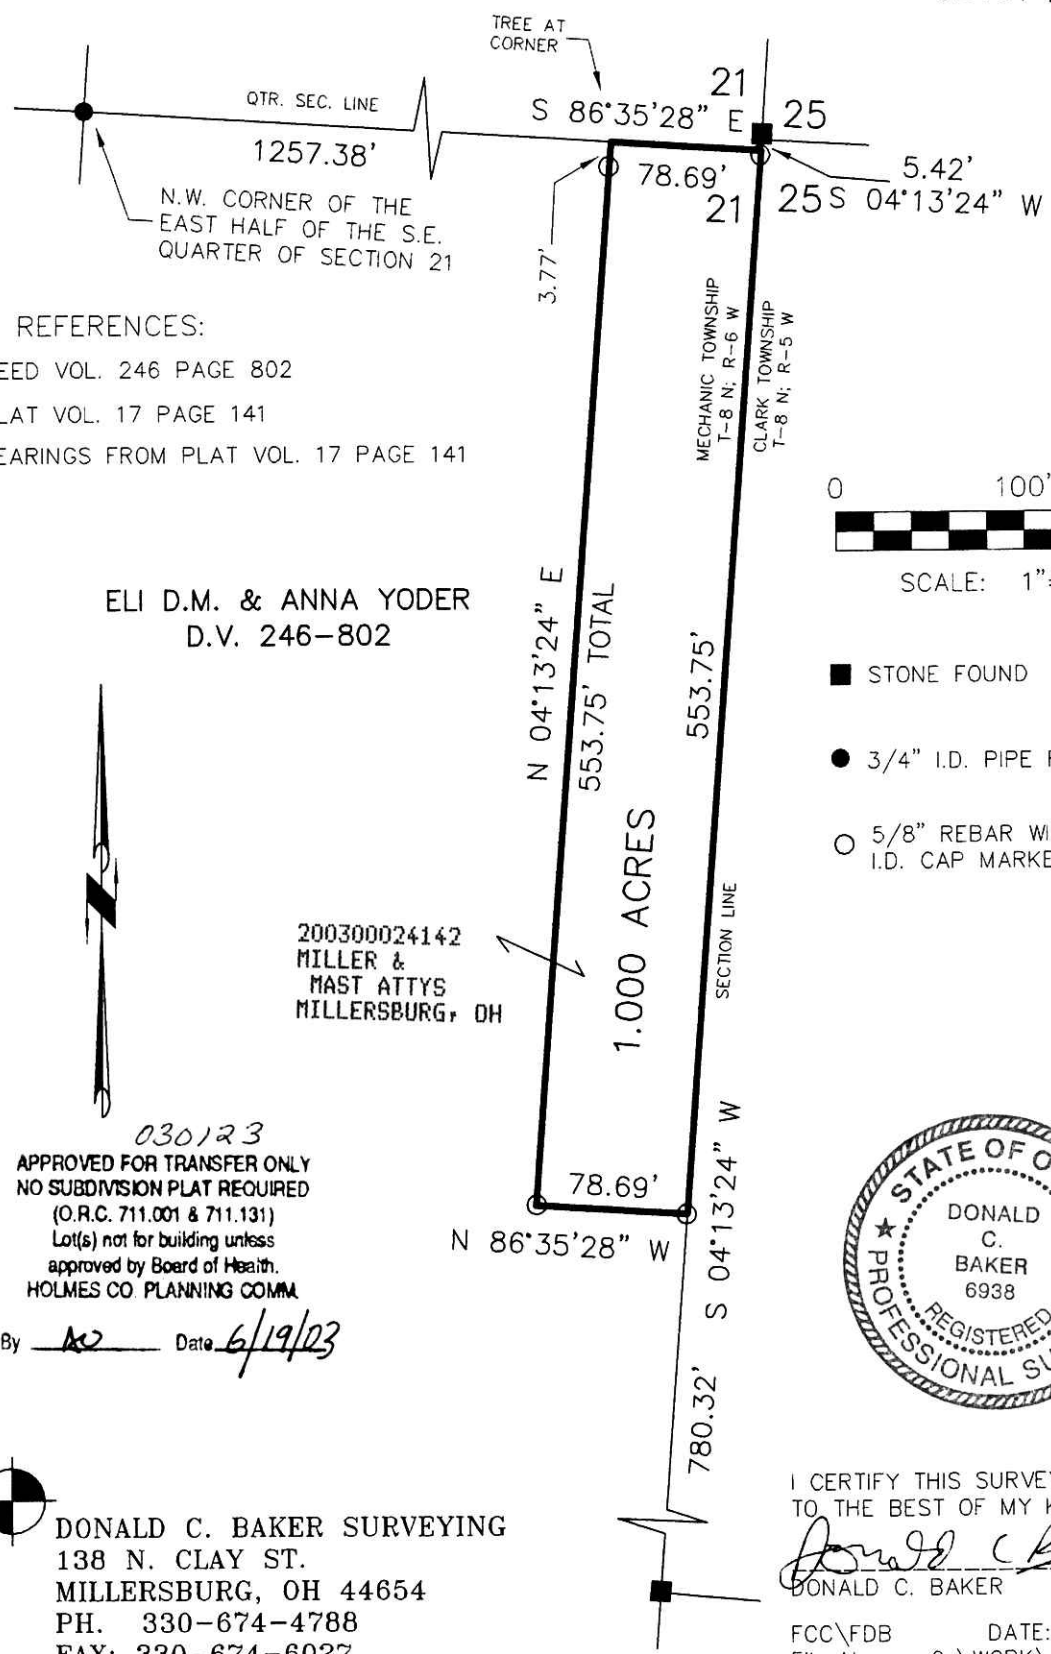 TREE AT
CORNER
QTR. SEC. LINE
1257.38'
S 86°35'28" E
21
25
78.69'
21
25
5.42'
S 04°13'24" W
3.77'
N.W. CORNER OF THE
EAST HALF OF THE S.E.
QUARTER OF SECTION 21
REFERENCES:
EED VOL. 246 PAGE 802
LAT VOL. 17 PAGE 141
EARINGS FROM PLAT VOL. 17 PAGE 141
MECHANIC TOWNSHIP
T-8 N; R-6 W
CLARK TOWNSHIP
T-8 N; R-5 W
0 100'
SCALE: 1"=
ELI D.M. & ANNA YODER
D.V. 246-802
N 04°13'24" E
553.75' TOTAL
553.75'
STONE FOUND
3/4" I.D. PIPE
5/8" REBAR WI
I.D. CAP MARKE
1.000 ACRES
SECTION LINE
200300024142
MILLER &
MAST ATTYS
MILLERSBURG, OH
030123
APPROVED FOR TRANSFER ONLY
NO SUBDIVISION PLAT REQUIRED
(O.R.C. 711.001 & 711.131)
Lot(s) not for building unless
approved by Board of Health.
HOLMES CO. PLANNING COMM.
By Date 6/19/03
78.69'
N 86°35'28" W
S 04°13'24" W
780.32'
STATE OF O
DONALD
C.
BAKER
6938
REGISTERED
PROFESSIONAL SU
DONALD C. BAKER SURVEYING
138 N. CLAY ST.
MILLERSBURG, OH 44654
PH. 330-674-4788
FAX: 330-674-6027
I CERTIFY THIS SURVEY
TO THE BEST OF MY K
Donald C B
DONALD C. BAKER
FCC\FDB DATE: